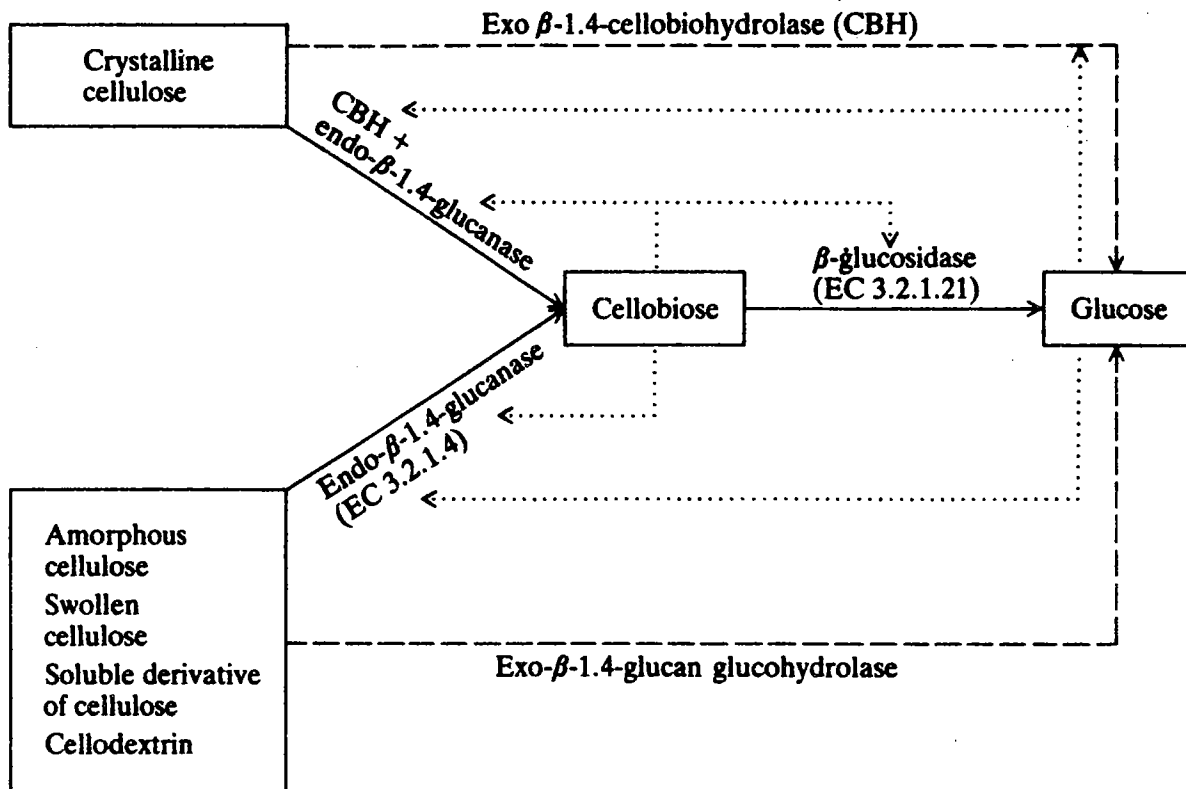 Exo β-1.4-cellobiohydrolase (CBH)
Crystalline
cellulose
CBH +
endo-β-1.4-glucanase
β-glucosidase
(EC 3.2.1.21)
Cellobiose
Glucose
Endo-β-1.4-glucanase
(EC 3.2.1.4)
Amorphous
cellulose
Swollen
cellulose
Soluble derivative
of cellulose
Cellodextrin
Exo-β-1.4-glucan glucohydrolase